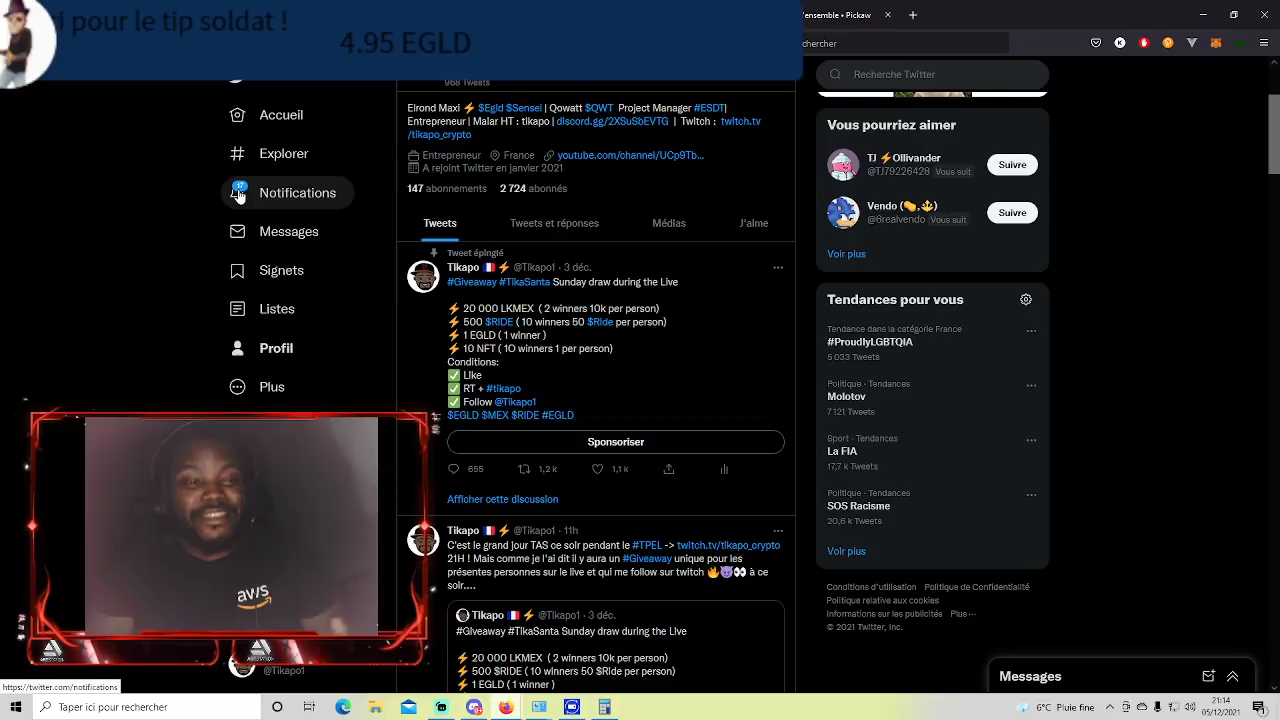 pour le tip soldat !
4.95 EGLD
Recherche Twitter
968 Tweets
Elrond Maxi ⚡ $Egld $Sensei | Qowatt $QWT Project Manager #ESDT|
Entrepreneur | Malar HT : tikapo | discord.gg/2XSuSbEVTG | Twitch : twitch.tv
/tikapo_crypto
Entrepreneur France youtube.com/channel/UCp9Tb...
A rejoint Twitter en janvier 2021
147 abonnements 2 724 abonnés
Tweets Tweets et réponses Médias J'aime
Accueil
Explorer
17
Notifications
Messages
Signets
Listes
Profil
Plus
Tweet épinglé
Tikapo 🇫🇷 ⚡ @Tikapo1 · 3 déc.
#Giveaway #TikaSanta Sunday draw during the Live
⚡ 20 000 LKMEX ( 2 winners 10k per person)
⚡ 500 $RIDE ( 10 winners 50 $Ride per person)
⚡ 1 EGLD ( 1 winner )
⚡ 10 NFT ( 10 winners 1 per person)
Conditions:
✅ Like
✅ RT + #tikapo
✅ Follow @Tikapo1
$EGLD $MEX $RIDE #EGLD
Sponsoriser
655 1,2 k 1,1 k
Afficher cette discussion
Tikapo 🇫🇷 ⚡ @Tikapo1 · 11h
C'est le grand jour TAS ce soir pendant le #TPEL -> twitch.tv/tikapo_crypto
21H ! Mais comme je l'ai dit il y aura un #Giveaway unique pour les
présentes personnes sur le live et qui me follow sur twitch 🔥😈👀 à ce
soir....
Tikapo 🇫🇷 ⚡ @Tikapo1 · 3 déc.
#Giveaway #TikaSanta Sunday draw during the Live
⚡ 20 000 LKMEX ( 2 winners 10k per person)
⚡ 500 $RIDE ( 10 winners 50 $Ride per person)
⚡ 1 EGLD ( 1 winner )
Vous pourriez aimer
TJ ⚡Ollivander
@TJ79226428 Vous suit
Suivre
Vendo
@6realvendo Vous suit
Suivre
Voir plus
Tendances pour vous
Tendance dans la catégorie France
#ProudlyLGBTQIA
5 033 Tweets
Politique · Tendances
Molotov
7 121 Tweets
Sport · Tendances
La FIA
17,7 k Tweets
Politique · Tendances
SOS Racisme
20,6 k Tweets
Voir plus
Conditions d'utilisation Politique de Confidentialité
Politique relative aux cookies
Informations sur les publicités Plus ···
© 2021 Twitter, Inc.
Messages
aws
@Tikapo1
https://twitter.com/notifications
Taper ici pour rechercher
6°C Pluie fine
21:14
05/12/2021